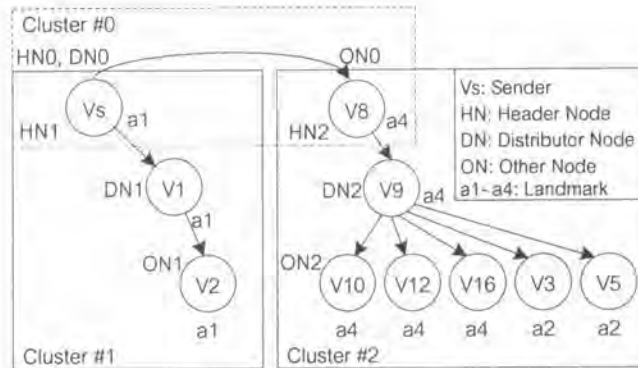 Cluster #0
HN0, DN0
ON0
Vs
a1
HN1
V8
a4
HN2
Vs: Sender
HN: Header Node
DN: Distributor Node
ON: Other Node
a1-a4: Landmark
DN1
V1
a1
DN2
V9
a4
ON1
V2
a1
ON2
V10
V12
V16
V3
V5
a4
a4
a4
a2
a2
Cluster #1
Cluster #2